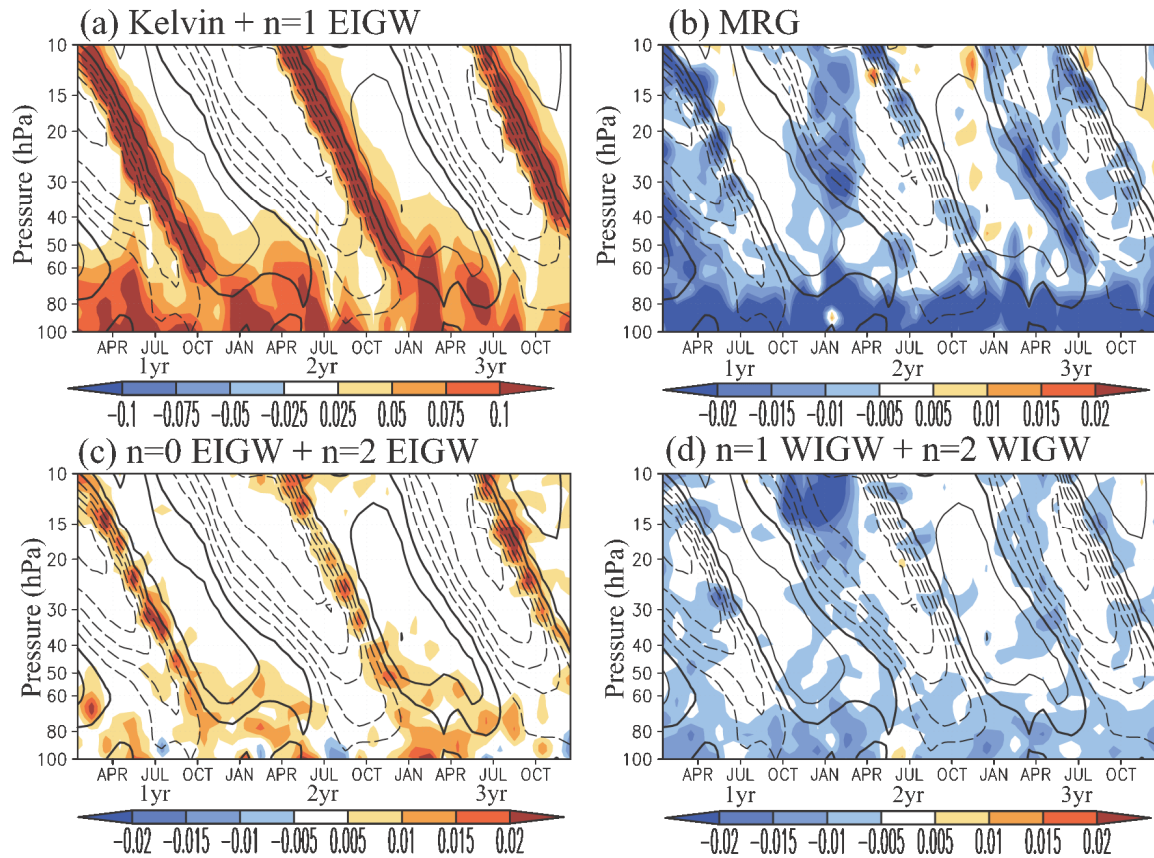 (a) Kelvin + n=1 EIGW
Pressure (hPa)
10
15
20
30
40
50
60
80
100
APR JUL OCT JAN APR JUL OCT JAN APR JUL OCT
1yr 2yr 3yr
-0.1 -0.075 -0.05 -0.025 0.025 0.05 0.075 0.1
(b) MRG
Pressure (hPa)
10
15
20
30
40
50
60
80
100
APR JUL OCT JAN APR JUL OCT JAN APR JUL OCT
1yr 2yr 3yr
-0.02 -0.015 -0.01 -0.005 0.005 0.01 0.015 0.02
(c) n=0 EIGW + n=2 EIGW
Pressure (hPa)
10
15
20
30
40
50
60
80
100
APR JUL OCT JAN APR JUL OCT JAN APR JUL OCT
1yr 2yr 3yr
-0.02 -0.015 -0.01 -0.005 0.005 0.01 0.015 0.02
(d) n=1 WIGW + n=2 WIGW
Pressure (hPa)
10
15
20
30
40
50
60
80
100
APR JUL OCT JAN APR JUL OCT JAN APR JUL OCT
1yr 2yr 3yr
-0.02 -0.015 -0.01 -0.005 0.005 0.01 0.015 0.02